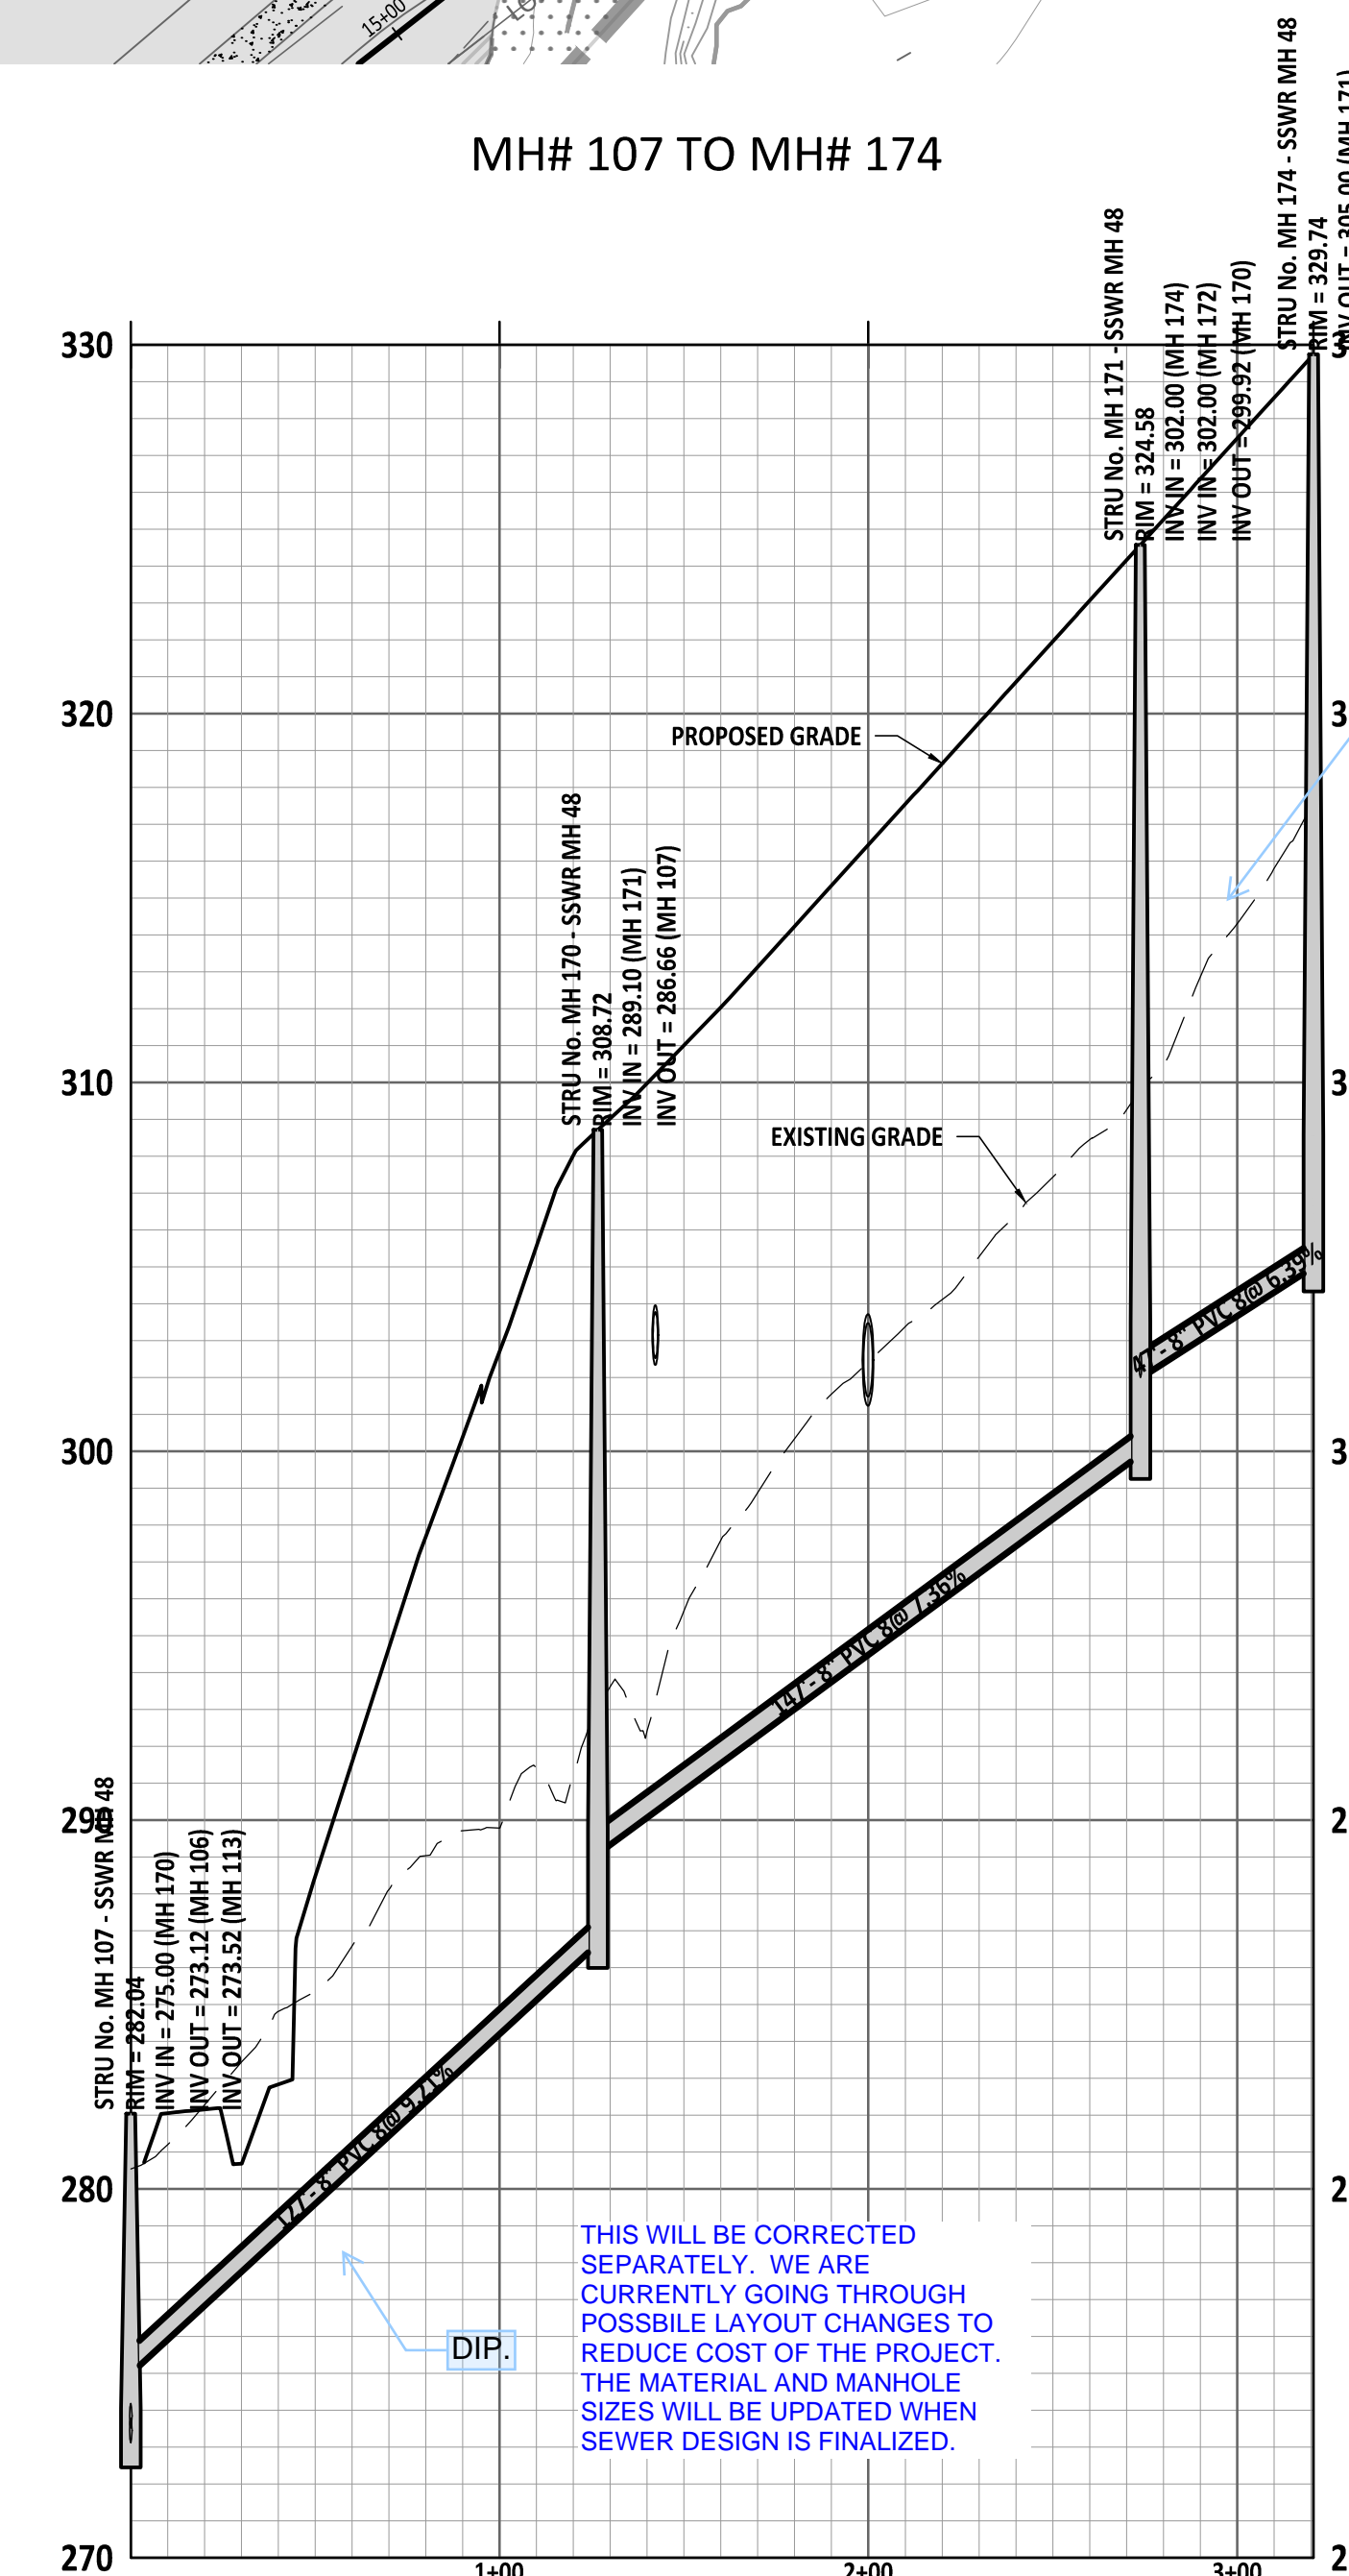 15+00
MH# 107 TO MH# 174
STRU No. MH 174 - SSWR MH 48
RIM = 329.74
INV OUT = 305.00 (MH 171)
STRU No. MH 171 - SSWR MH 48
RIM = 324.58
INV IN = 302.00 (MH 174)
INV IN = 302.00 (MH 172)
INV OUT = 299.92 (MH 170)
330
320
PROPOSED GRADE
STRU No. MH 170 - SSWR MH 48
RIM = 308.72
INV IN = 289.10 (MH 171)
INV OUT = 286.66 (MH 107)
310
EXISTING GRADE
47'- 8" PVC 8@ 6.39%
300
147'- 8" PVC 8@ 7.36%
290
STRU No. MH 107 - SSWR MH 48
RIM = 282.04
INV IN = 275.00 (MH 170)
INV OUT = 273.12 (MH 106)
INV OUT = 273.52 (MH 113)
127'- 8" PVC 8@ 9.21%
280
THIS WILL BE CORRECTED
SEPARATELY. WE ARE
CURRENTLY GOING THROUGH
POSSBILE LAYOUT CHANGES TO
REDUCE COST OF THE PROJECT.
THE MATERIAL AND MANHOLE
SIZES WILL BE UPDATED WHEN
SEWER DESIGN IS FINALIZED.
DIP.
270
1+00
2+00
3+00